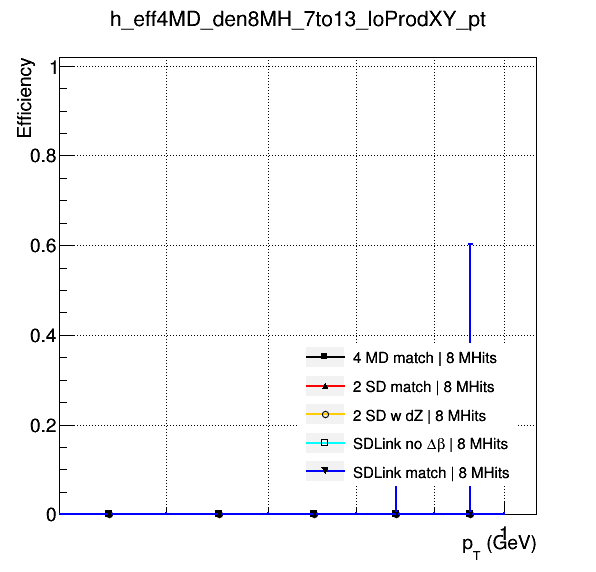 h_eff4MD_den8MH_7to13_loProdXY_pt
Efficiency
1
0.8
0.6
0.4
0.2
0
4 MD match | 8 MHits
2 SD match | 8 MHits
2 SD w dZ | 8 MHits
SDLink no Δβ | 8 MHits
SDLink match | 8 MHits
1
p_T (GeV)